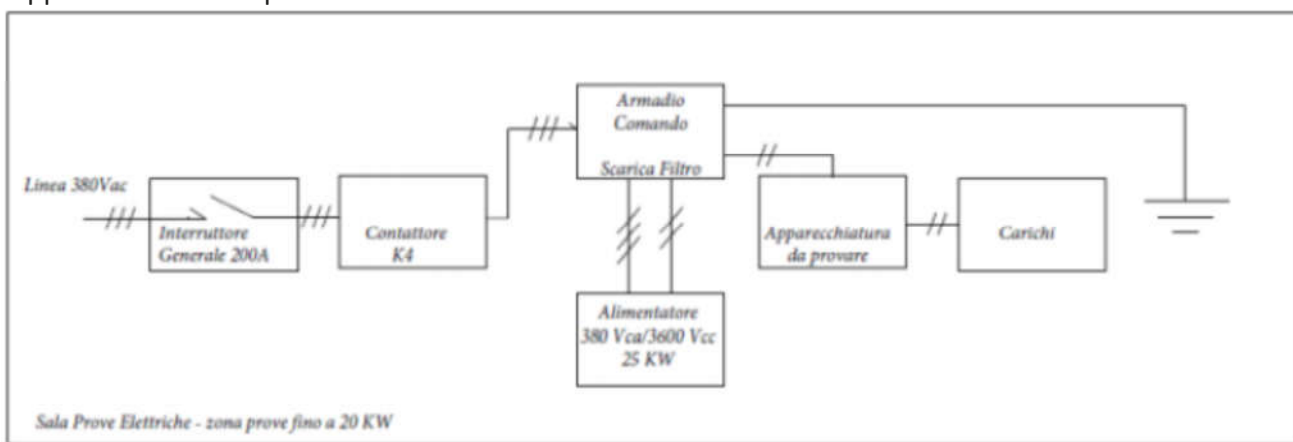 Linea 380Vac
Interruttore
Generale 200A
Contattore
K4
Armadio
Comando
Scarica Filtro
Alimentatore
380 Vca/3600 Vcc
25 KW
Apparecchiatura
da provare
Carichi
Sala Prove Elettriche - zona prove fino a 20 KW